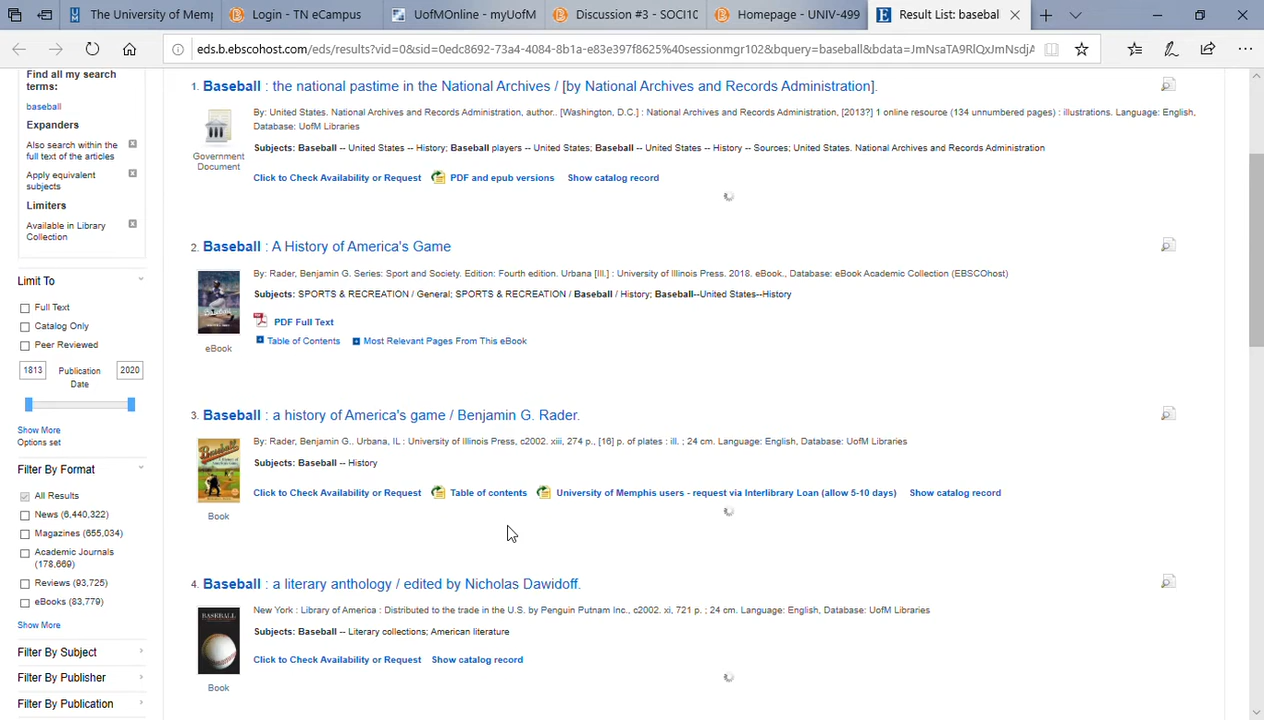 The University of Memp
Login - TN eCampus
UofMOnline - myUofM
Discussion #3 - SOCI10
Homepage - UNIV-499
Result List: basebal
eds.b.ebscohost.com/eds/results?vid=0&sid=0edc8692-73a4-4084-8b1a-e83e397f8625%40sessionmgr102&bquery=baseball&bdata=JmNsaTA9RlQxJmNsdjA
Find all my search
terms:
baseball
Expanders
Also search within the
full text of the articles
Apply equivalent
subjects
Limiters
Available in Library
Collection
Limit To
Full Text
Catalog Only
Peer Reviewed
1813 Publication Date 2020
Show More
Options set
Filter By Format
All Results
News (6,440,322)
Magazines (655,034)
Academic Journals
(178,669)
Reviews (93,725)
eBooks (83,779)
Show More
Filter By Subject
Filter By Publisher
Filter By Publication
1. Baseball : the national pastime in the National Archives / [by National Archives and Records Administration].
By: United States. National Archives and Records Administration, author.. [Washington, D.C.] : National Archives and Records Administration, [2013?] 1 online resource (134 unnumbered pages) : illustrations. Language: English,
Database: UofM Libraries
Government
Document
Subjects: Baseball -- United States -- History; Baseball players -- United States; Baseball -- United States -- History -- Sources; United States. National Archives and Records Administration
Click to Check Availability or Request PDF and epub versions Show catalog record
2. Baseball : A History of America's Game
By: Rader, Benjamin G. Series: Sport and Society. Edition: Fourth edition. Urbana [Ill.] : University of Illinois Press. 2018. eBook., Database: eBook Academic Collection (EBSCOhost)
Subjects: SPORTS & RECREATION / General; SPORTS & RECREATION / Baseball / History; Baseball--United States--History
PDF Full Text
Table of Contents Most Relevant Pages From This eBook
eBook
3. Baseball : a history of America's game / Benjamin G. Rader.
By: Rader, Benjamin G.. Urbana, IL : University of Illinois Press, c2002. xiii, 274 p., [16] p. of plates : ill. ; 24 cm. Language: English, Database: UofM Libraries
Subjects: Baseball -- History
Click to Check Availability or Request Table of contents University of Memphis users - request via Interlibrary Loan (allow 5-10 days) Show catalog record
Book
4. Baseball : a literary anthology / edited by Nicholas Dawidoff.
New York : Library of America : Distributed to the trade in the U.S. by Penguin Putnam Inc., c2002. xi, 721 p. ; 24 cm. Language: English, Database: UofM Libraries
Subjects: Baseball -- Literary collections; American literature
Click to Check Availability or Request Show catalog record
BASEBALL
Book